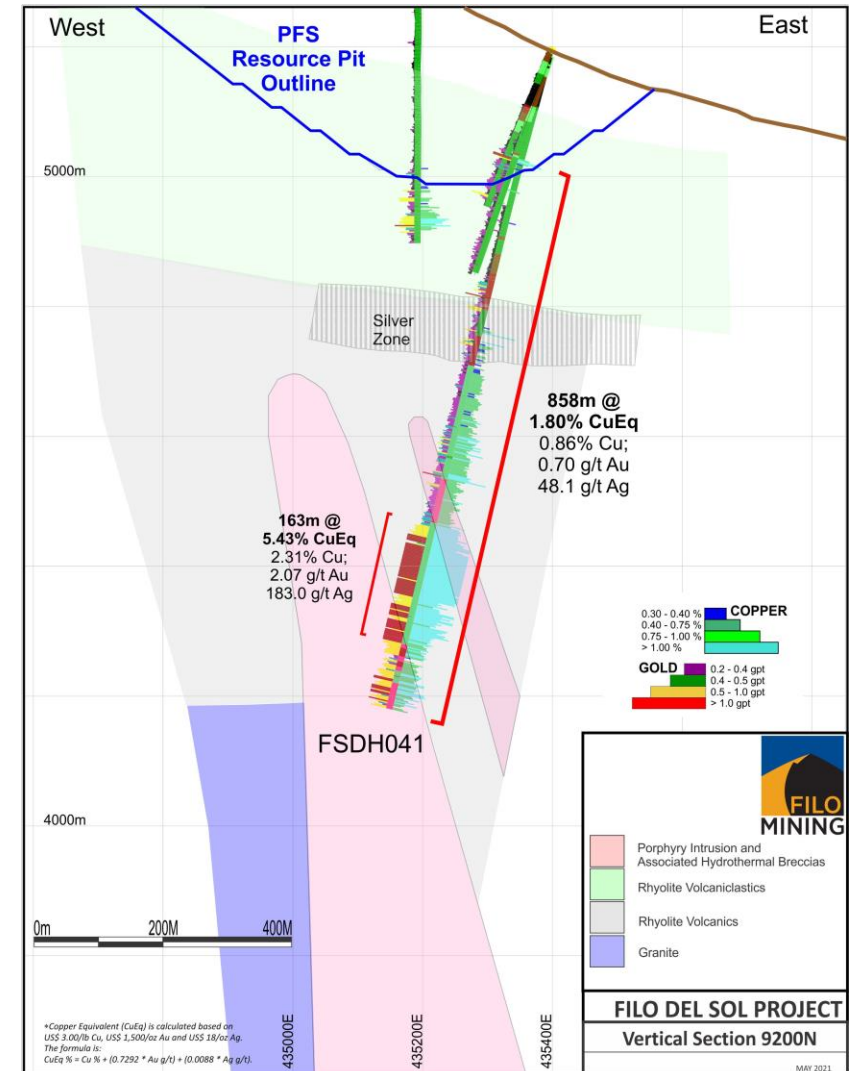 West
East
PFS
Resource Pit
Outline
5000m
Silver
Zone
858m @
1.80% CuEq
0.86% Cu;
0.70 g/t Au
48.1 g/t Ag
163m @
5.43% CuEq
2.31% Cu;
2.07 g/t Au
183.0 g/t Ag
0.30 - 0.40 %
COPPER
0.40 - 0.75 %
0.75 - 1.00 %
> 1.00 %
GOLD
0.2 - 0.4 gpt
0.4 - 0.5 gpt
0.5 - 1.0 gpt
> 1.0 gpt
FSDH041
4000m
FILO
MINING
Porphyry Intrusion and
Associated Hydrothermal Breccias
Rhyolite Volcaniclastics
Rhyolite Volcanics
Granite
0m
200M
400M
435000E
435200E
435400E
FILO DEL SOL PROJECT
Vertical Section 9200N
MAY 2021
*Copper Equivalent (CuEq) is calculated based on
US$ 3.00/lb Cu, US$ 1,500/oz Au and US$ 18/oz Ag.
The formula is:
CuEq % = Cu % + (0.7292 * Au g/t) + (0.0088 * Ag g/t).